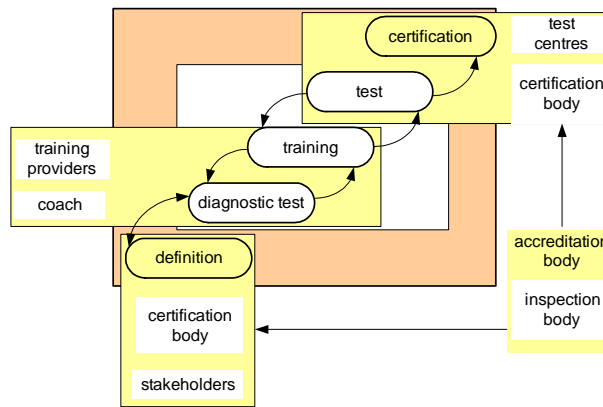 certification
test
centres
test
certification
body
training
providers
training
coach
diagnostic test
definition
accreditation
body
certification
body
inspection
body
stakeholders